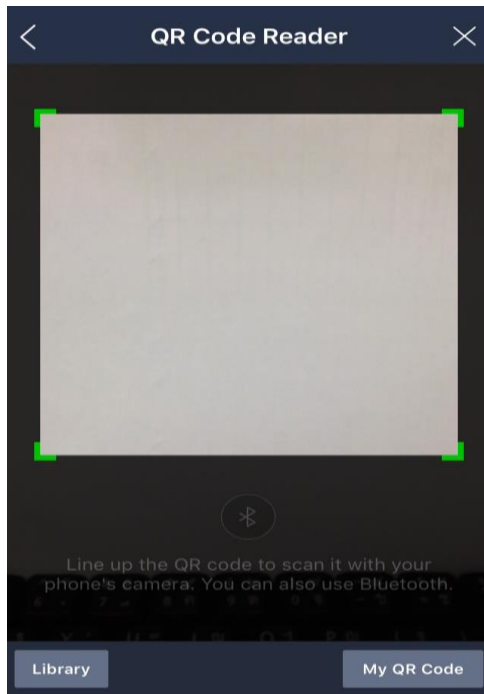 QR Code Reader
Line up the QR code to scan it with your
phone's camera. You can also use Bluetooth.
Library
My QR Code